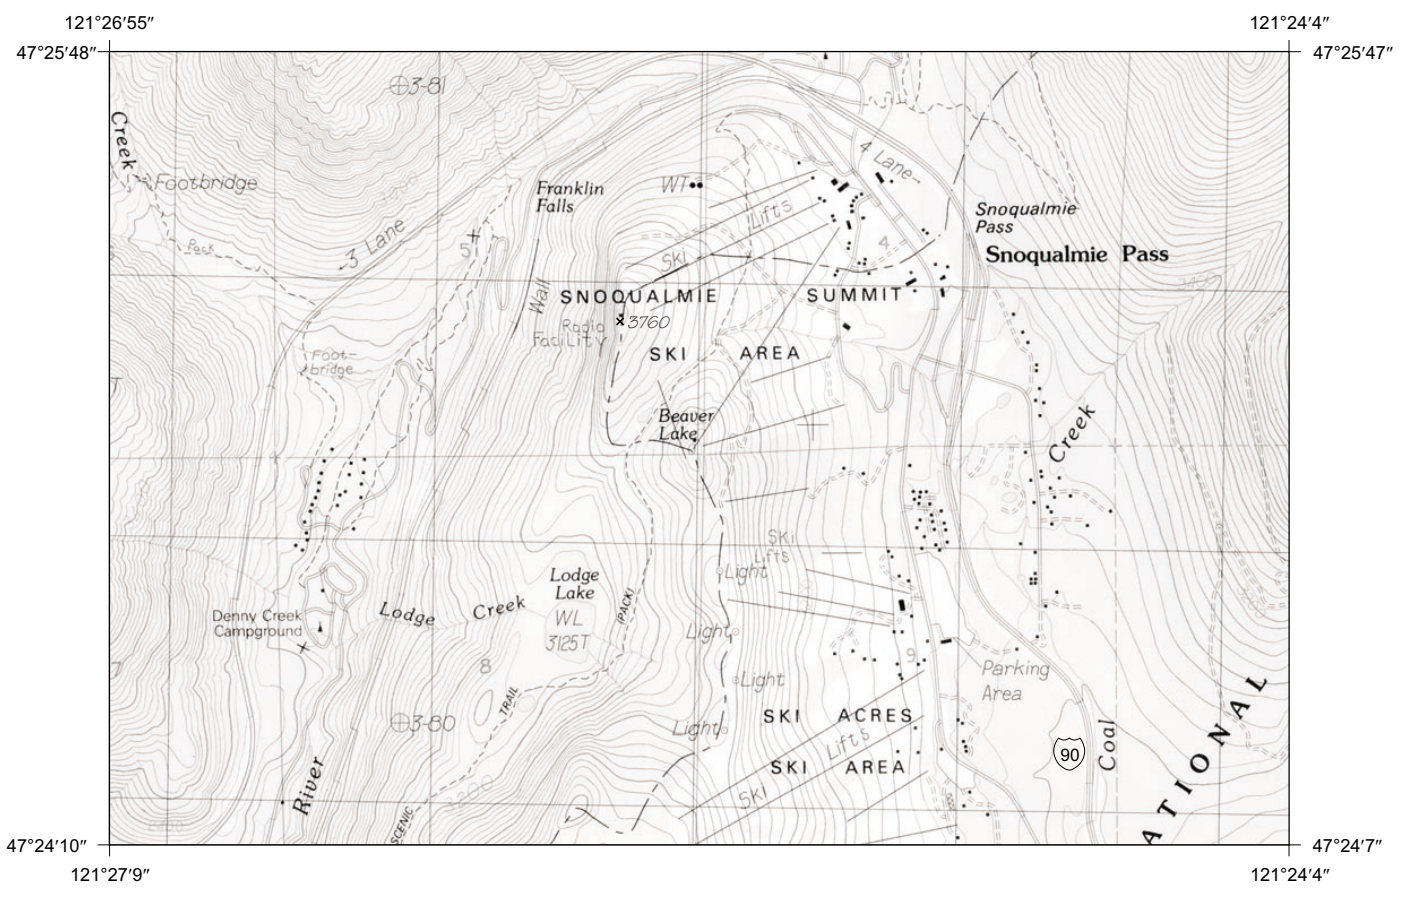 121°26′55″
121°24′4″
47°25′48″
47°25′47″
3-81
Creek
Footbridge
4 Lane
WT
Franklin
Falls
Snoqualmie
Pass
Snoqualmie Pass
3 Lane
Pack
5
Lifts
Ski
4
Wall
SNOQUALMIE SUMMIT
3760
Radio
Facility
SKI AREA
Foot-
bridge
Beaver
Lake
Creek
Ski
Lifts
Light
Lodge
Lake
WL
3125T
Lodge Creek
(PACK)
Denny Creek
Campground
Light
7
8
9
Parking
Area
Light
TRAIL
3-80
Light
SKI ACRES
Lifts
SKI AREA
Ski
90
Coal
ATIONAL
River
SCENIC
47°24′10″
47°24′7″
121°27′9″
121°24′4″